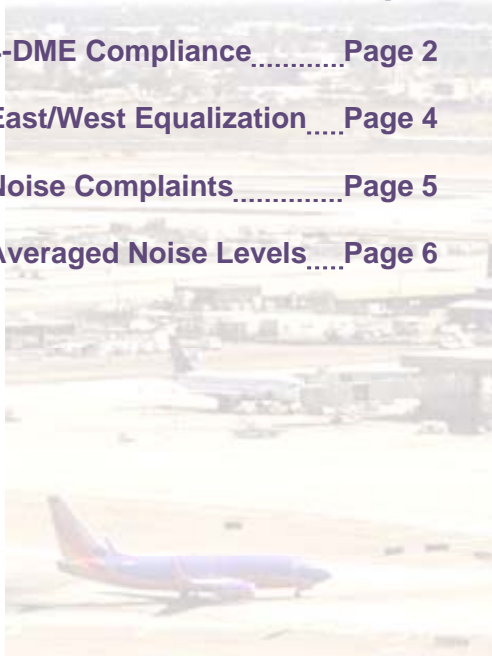 -DME Compliance............Page 2
East/West Equalization.....Page 4
Noise Complaints..............Page 5
Averaged Noise Levels.....Page 6